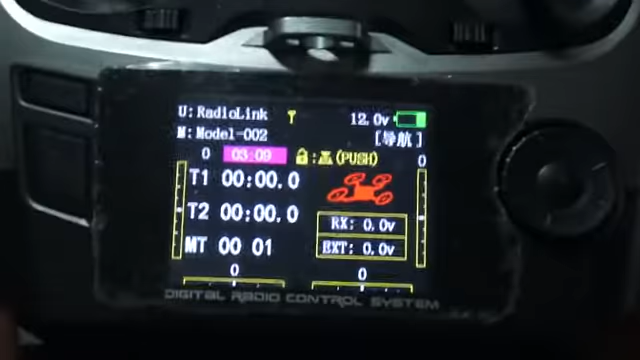 U:RadioLink 12.0v
M:Model-002 [导航]
0 03:09 :(PUSH) 0
T1 00:00.0
T2 00:00.0
RX: 0.0v
MT 00 01 EXT: 0.0v
0 0
DIGITAL RADIO CONTROL SYSTEM